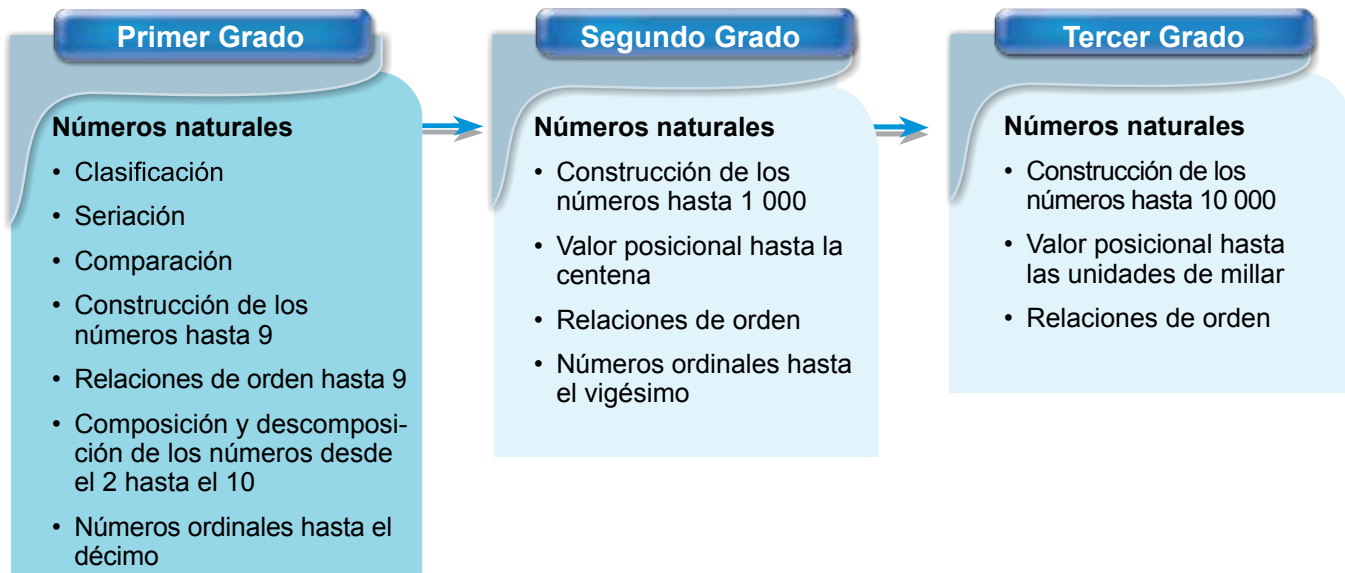 Primer Grado
Números naturales
• Clasificación
• Seriación
• Comparación
• Construcción de los
números hasta 9
• Relaciones de orden hasta 9
• Composición y descomposi-
ción de los números desde
el 2 hasta el 10
• Números ordinales hasta el
décimo
Segundo Grado
Números naturales
• Construcción de los
números hasta 1 000
• Valor posicional hasta la
centena
• Relaciones de orden
• Números ordinales hasta
el vigésimo
Tercer Grado
Números naturales
• Construcción de los
números hasta 10 000
• Valor posicional hasta
las unidades de millar
• Relaciones de orden